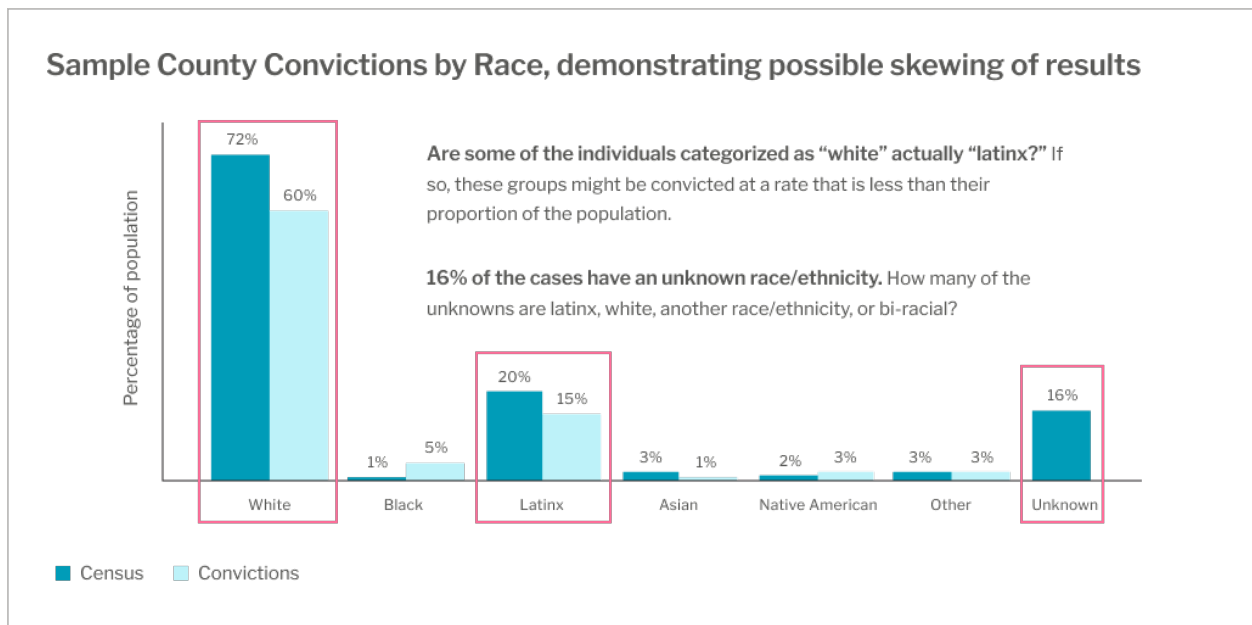 Sample County Convictions by Race, demonstrating possible skewing of results
Percentage of population
72%
60%
Are some of the individuals categorized as “white” actually “latinx?” If
so, these groups might be convicted at a rate that is less than their
proportion of the population.
16% of the cases have an unknown race/ethnicity. How many of the
unknowns are latinx, white, another race/ethnicity, or bi-racial?
1%
5%
20%
15%
3%
1%
2%
3%
3%
3%
16%
White
Black
Latinx
Asian
Native American
Other
Unknown
Census
Convictions